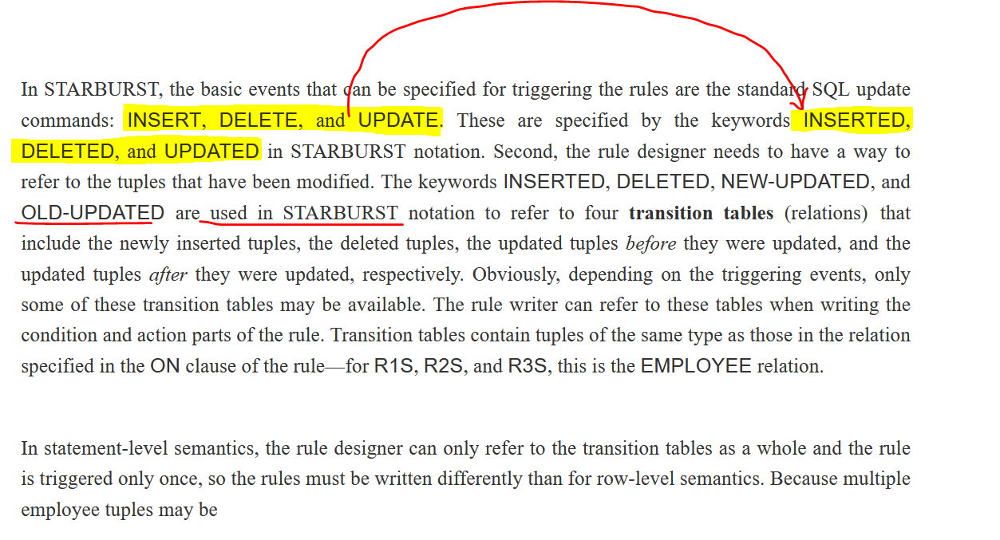 In STARBURST, the basic events that can be specified for triggering the rules are the standard SQL update
commands: INSERT, DELETE, and UPDATE. These are specified by the keywords INSERTED,
DELETED, and UPDATED in STARBURST notation. Second, the rule designer needs to have a way to
refer to the tuples that have been modified. The keywords INSERTED, DELETED, NEW-UPDATED, and
OLD-UPDATED are used in STARBURST notation to refer to four transition tables (relations) that
include the newly inserted tuples, the deleted tuples, the updated tuples before they were updated, and the
updated tuples after they were updated, respectively. Obviously, depending on the triggering events, only
some of these transition tables may be available. The rule writer can refer to these tables when writing the
condition and action parts of the rule. Transition tables contain tuples of the same type as those in the relation
specified in the ON clause of the rule—for R1S, R2S, and R3S, this is the EMPLOYEE relation.
In statement-level semantics, the rule designer can only refer to the transition tables as a whole and the rule
is triggered only once, so the rules must be written differently than for row-level semantics. Because multiple
employee tuples may be